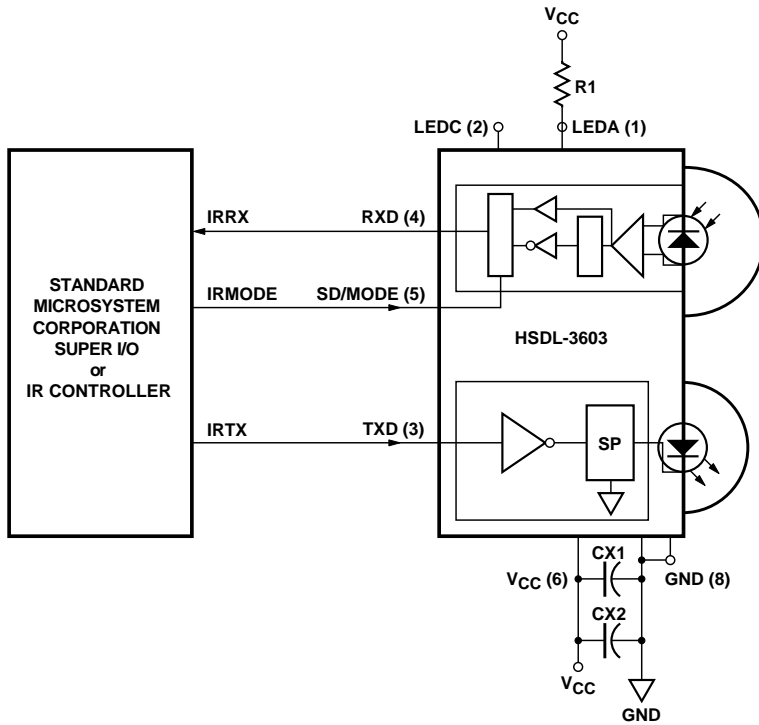 VCC
R1
LEDC (2)
LEDA (1)
IRRX
RXD (4)
STANDARD
MICROSYSTEM
CORPORATION
SUPER I/O
or
IR CONTROLLER
IRMODE
SD/MODE (5)
HSDL-3603
IRTX
TXD (3)
SP
CX1
VCC (6)
GND (8)
CX2
VCC
GND